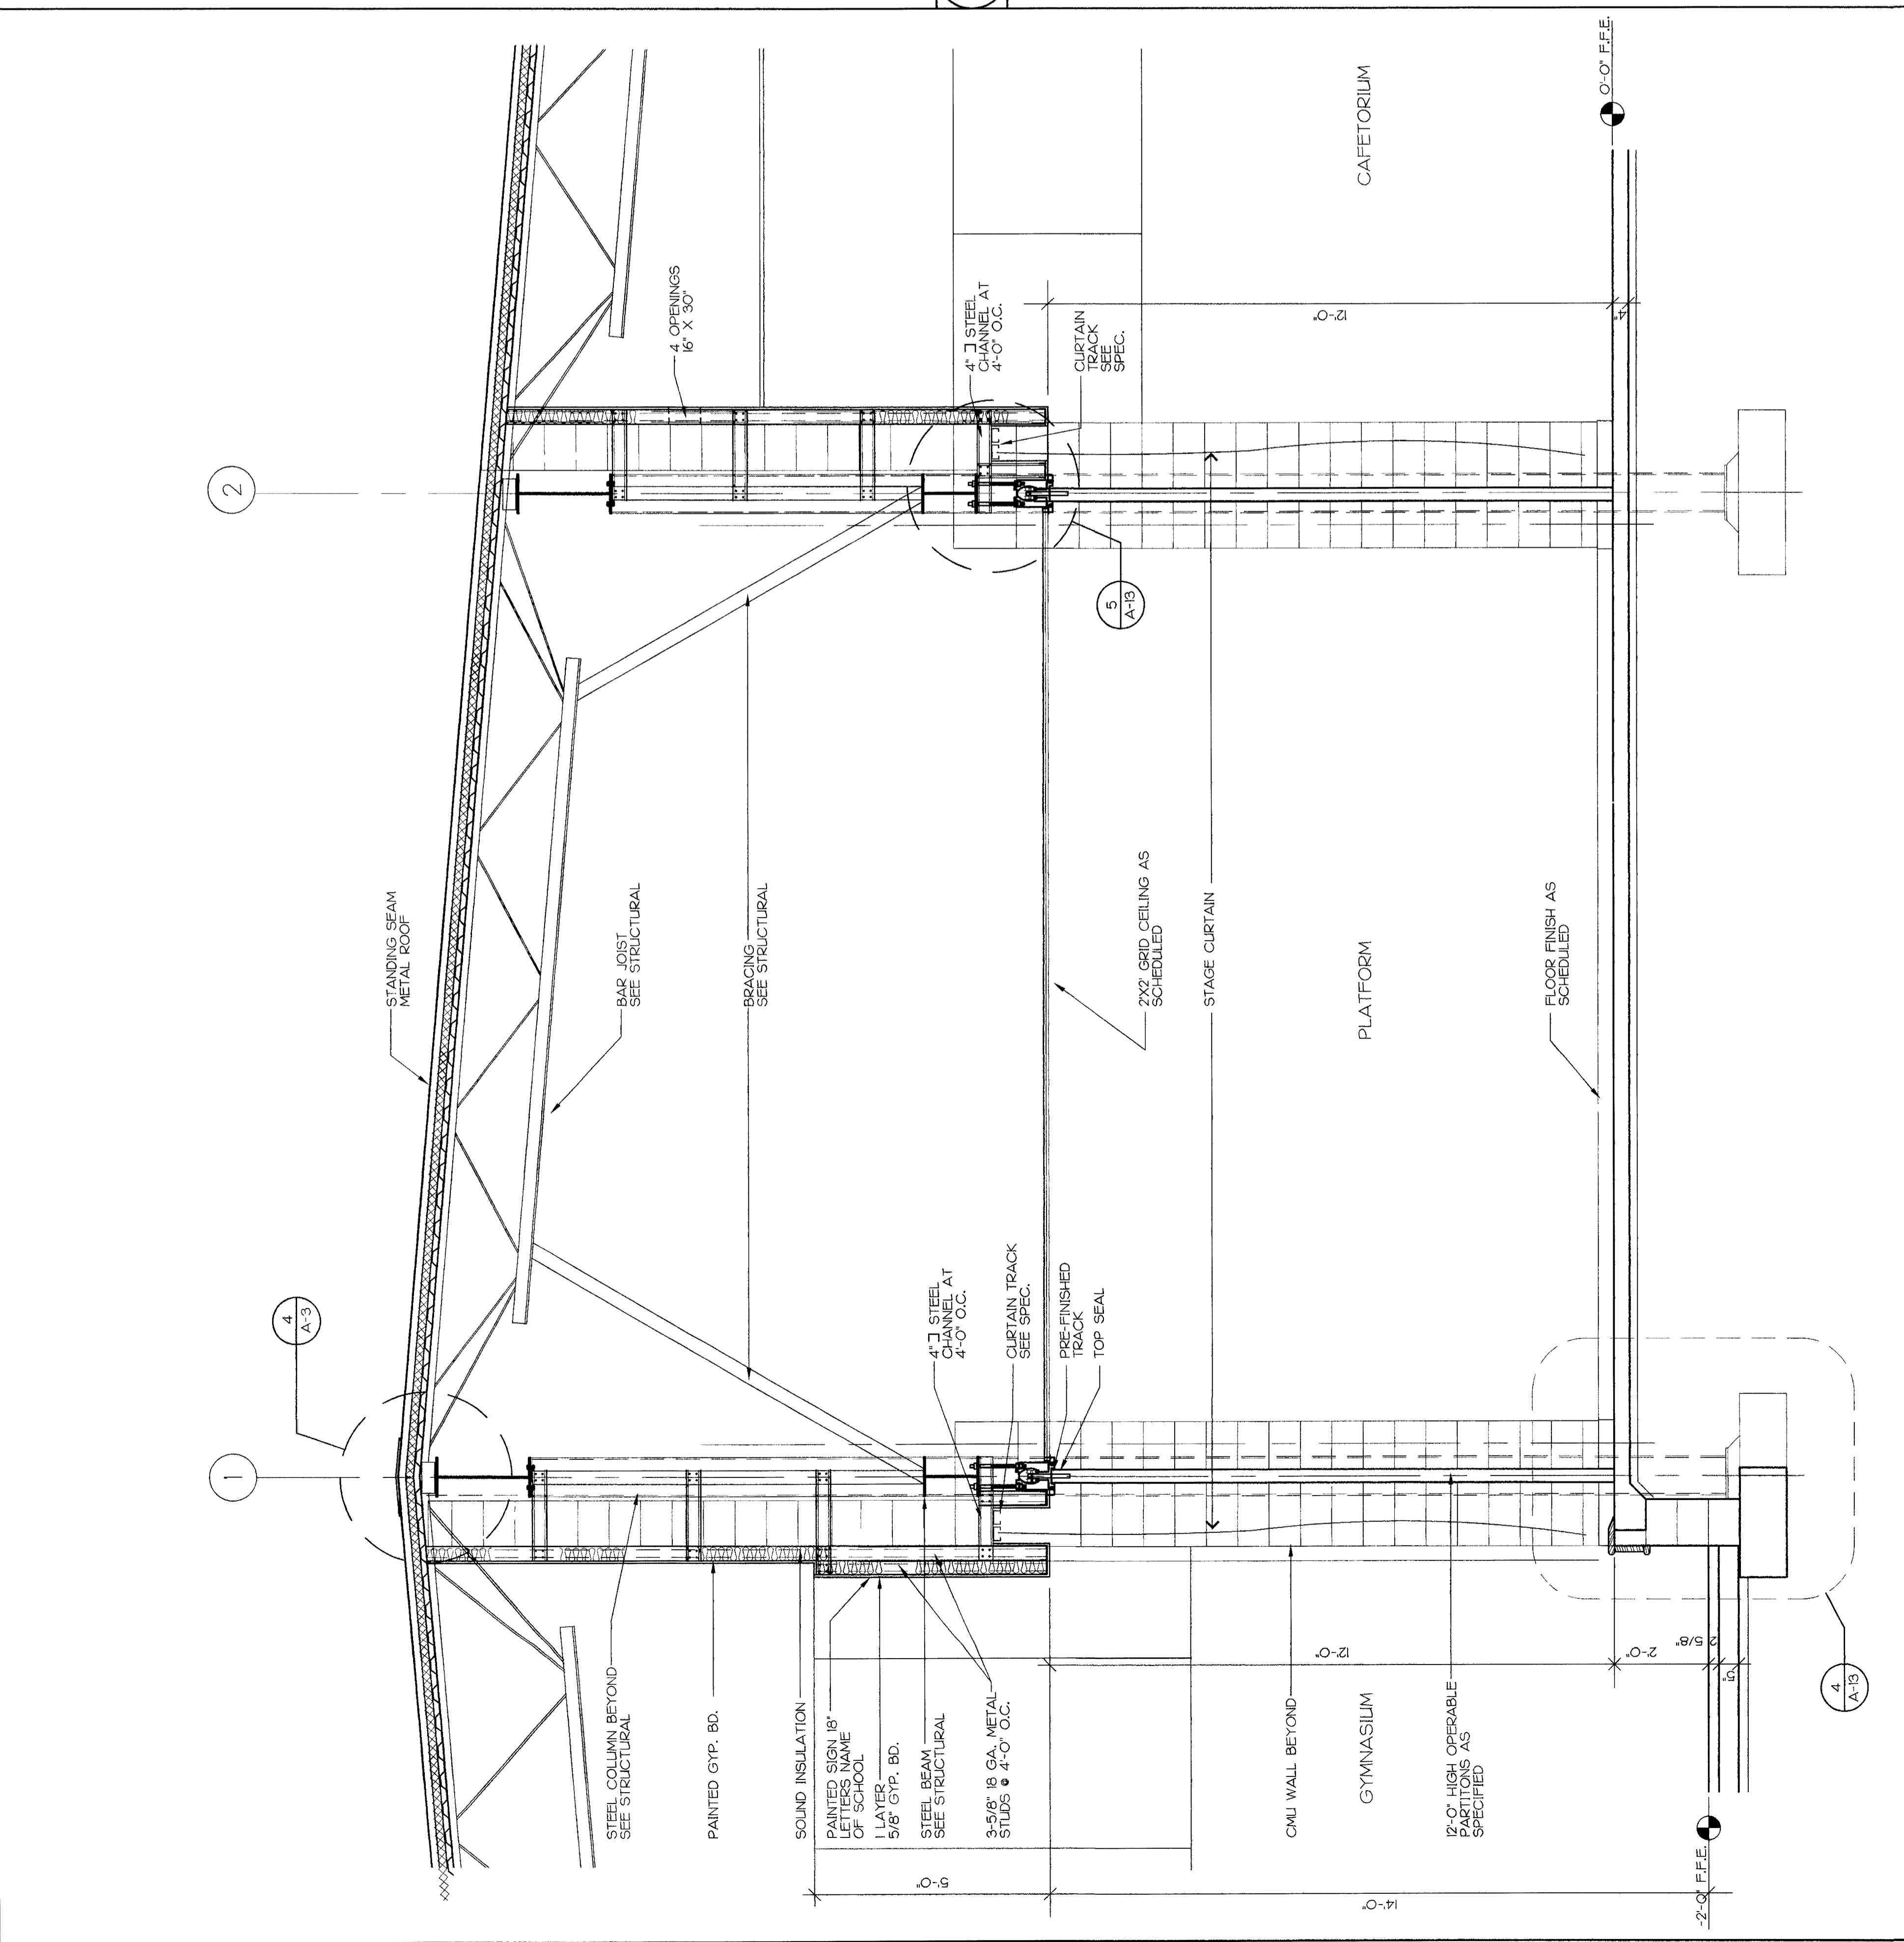 2
1
4
A-3
STANDING SEAM
METAL ROOF
BAR JOIST
SEE STRUCTURAL
BRACING
SEE STRUCTURAL
4 OPENINGS
16" X 30"
4" ] STEEL
CHANNEL AT
4'-0" O.C.
CURTAIN
TRACK
SEE
SPEC.
CAFETORIUM
0'-0" F.F.E.
12'-0"
4"
5
A-13
2'X2' GRID CEILING AS
SCHEDULED
STAGE CURTAIN
PLATFORM
FLOOR FINISH AS
SCHEDULED
4" ] STEEL
CHANNEL AT
4'-0" O.C.
CURTAIN TRACK
SEE SPEC.
PRE-FINISHED
TRACK
TOP SEAL
STEEL COLUMN BEYOND
SEE STRUCTURAL
PAINTED GYP. BD.
SOUND INSULATION
PAINTED SIGN 18"
LETTERS NAME
OF SCHOOL
1 LAYER
5/8" GYP. BD.
STEEL BEAM
SEE STRUCTURAL
3-5/8" 18 GA. METAL
STUDS @ 4'-0" O.C.
CMU WALL BEYOND
GYMNASIUM
12'-0" HIGH OPERABLE
PARTITONS AS
SPECIFIED
12'-0"
2'-0"
2 5/8"
5"
5'-0"
14'-0"
-2'-0" F.F.E.
4
A-13